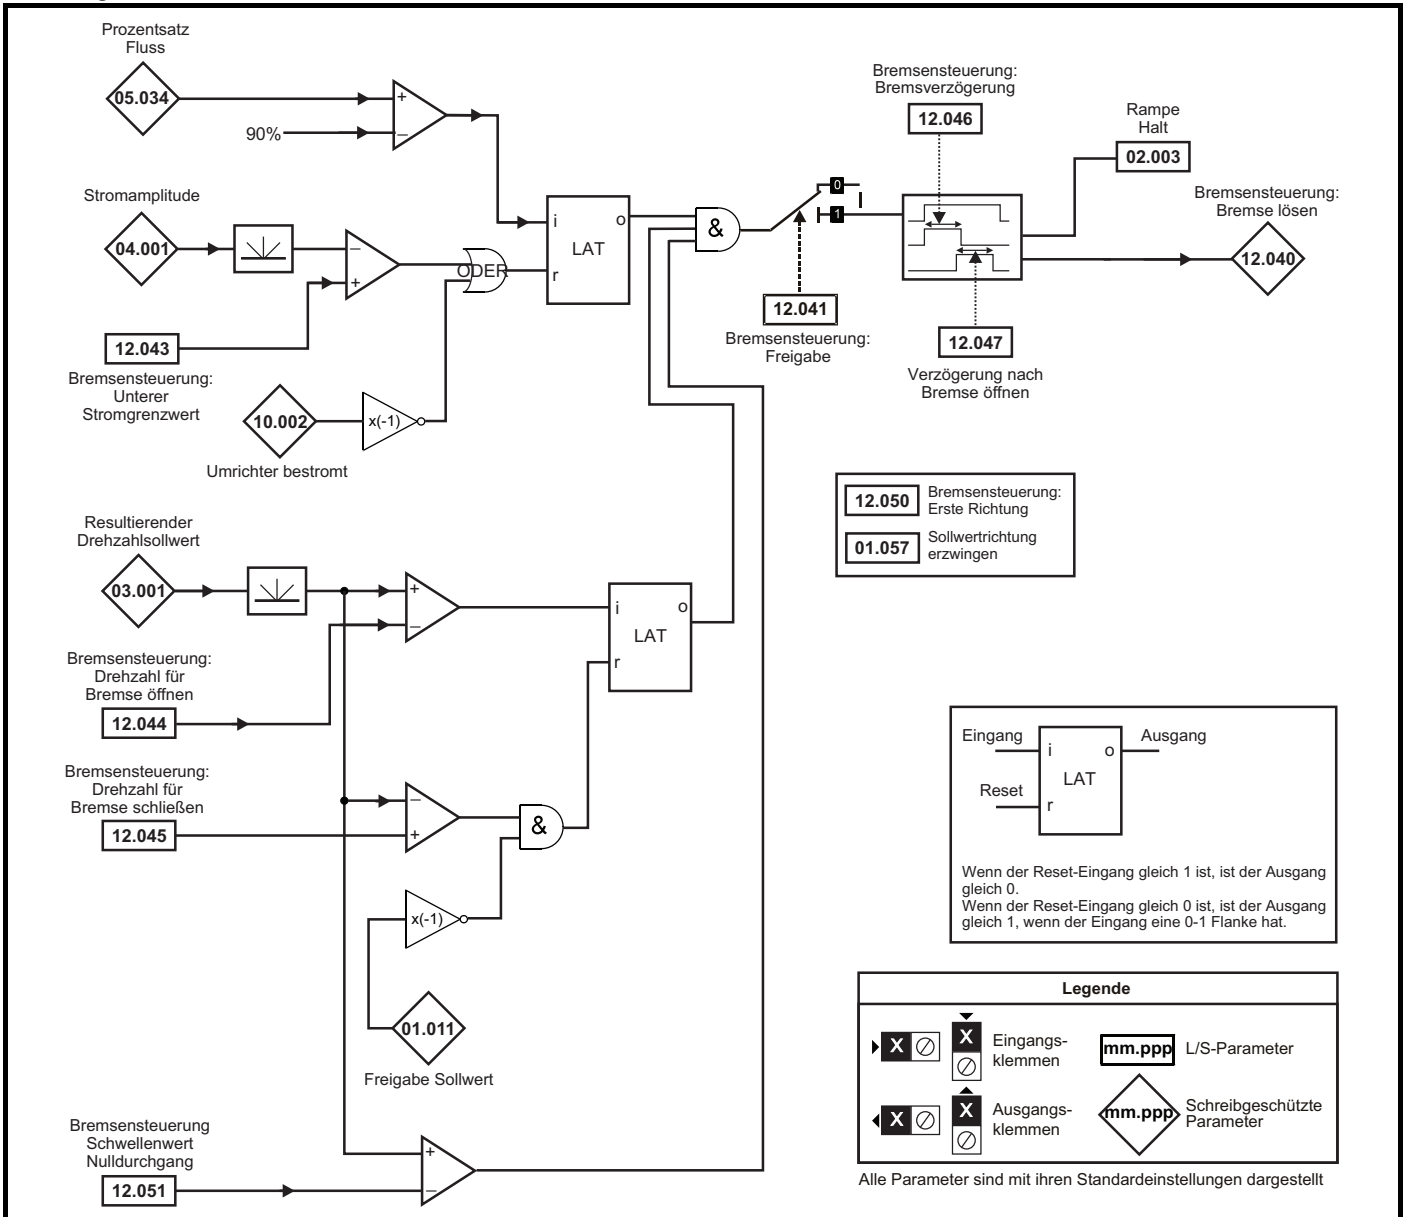 Prozentsatz
Fluss
05.034
+
−
90%
Stromamplitude
04.001
−
+
12.043
Bremsensteuerung:
Unterer
Stromgrenzwert
ODER
10.002
x(-1)
Umrichter bestromt
i
o
LAT
r
&
0
1
12.041
Bremsensteuerung:
Freigabe
Bremsensteuerung:
Bremsverzögerung
12.046
12.047
Verzögerung nach
Bremse öffnen
Rampe
Halt
02.003
Bremsensteuerung:
Bremse lösen
12.040
12.050
Bremsensteuerung:
Erste Richtung
01.057
Sollwertrichtung
erzwingen
Resultierender
Drehzahlsollwert
03.001
+
−
i
o
LAT
r
Bremsensteuerung:
Drehzahl für
Bremse öffnen
12.044
Bremsensteuerung:
Drehzahl für
Bremse schließen
12.045
−
+
&
x(-1)
01.011
Freigabe Sollwert
Bremsensteuerung
Schwellenwert
Nulldurchgang
12.051
+
−
Eingang
i
o
Ausgang
LAT
Reset
r
Wenn der Reset-Eingang gleich 1 ist, ist der Ausgang
gleich 0.
Wenn der Reset-Eingang gleich 0 ist, ist der Ausgang
gleich 1, wenn der Eingang eine 0-1 Flanke hat.
Legende
X
X
Eingangs-
klemmen
mm.ppp
L/S-Parameter
X
X
Ausgangs-
klemmen
mm.ppp
Schreibgeschützte
Parameter
Alle Parameter sind mit ihren Standardeinstellungen dargestellt